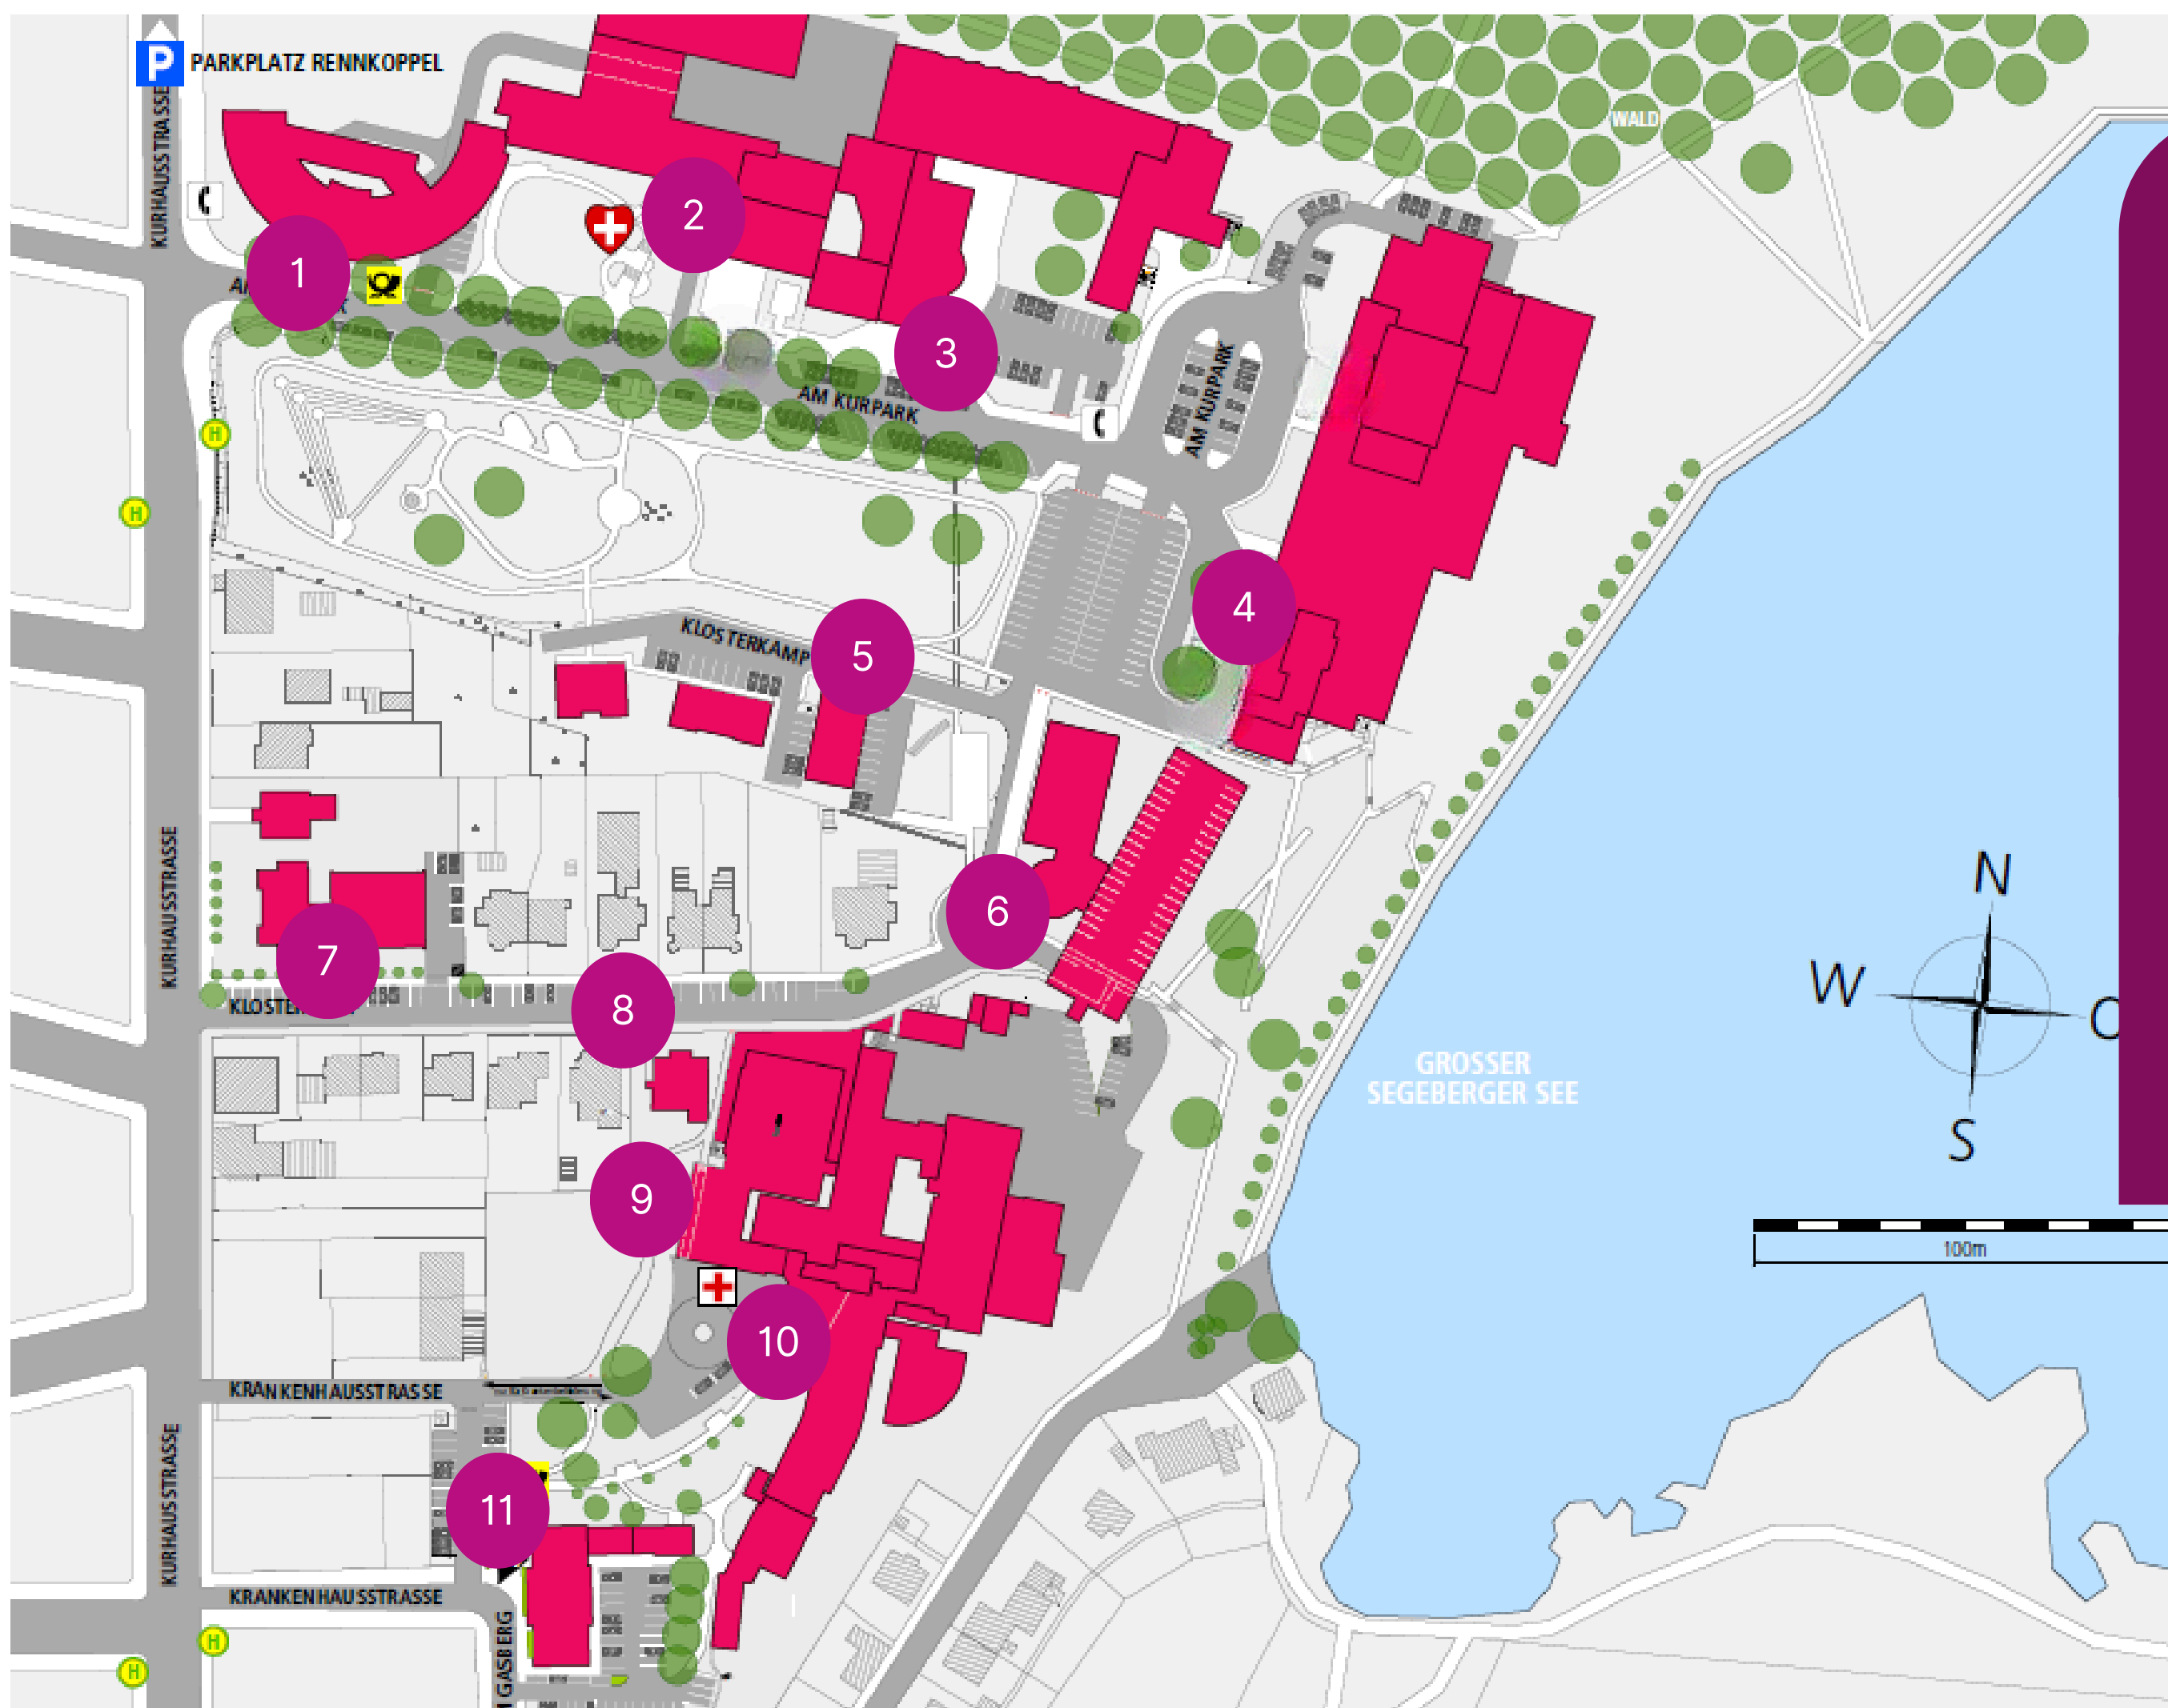 P PARKPLATZ RENNKOPPEL
KURHAUSSTRASSE
WALD
1
2
3
AM KURPARK
AM KURPARK
H
H
4
KLOSTERKAMP
5
6
KURHAUSSTRASSE
7
8
N
W
S
GROSSER
SEGEBERGER SEE
9
100m
10
KRANKENHAUSSTRASSE
KURHAUSSTRASSE
11
KRANKENHAUSSTRASSE
GASBERG
H
H